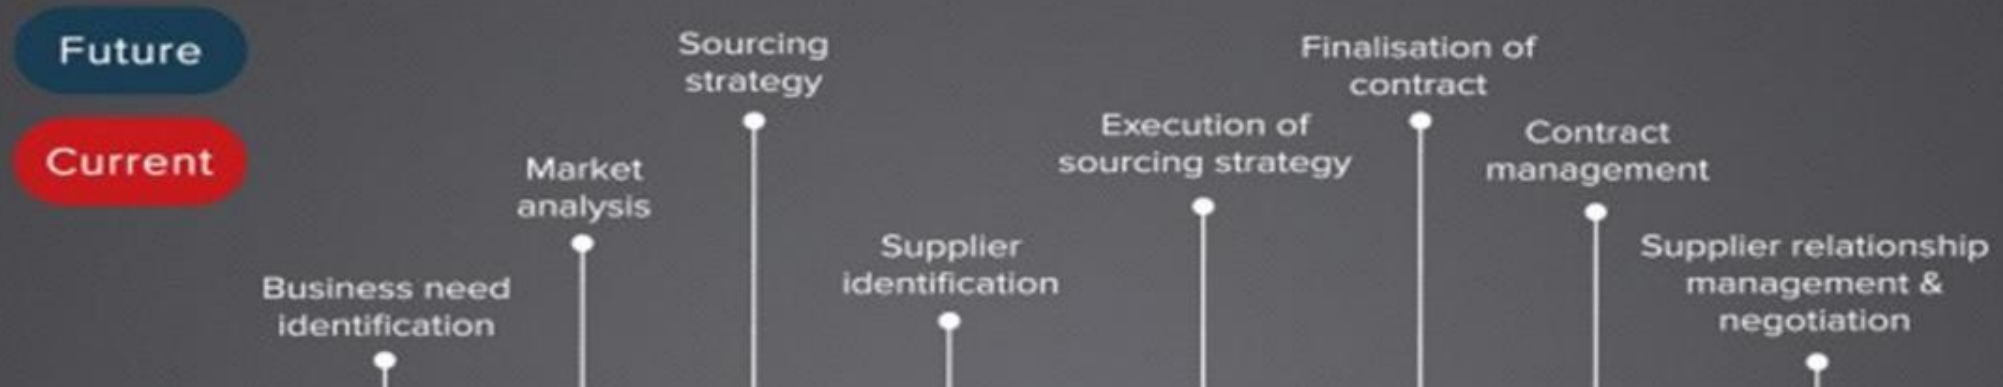 Future
Current
Business need
identification
Market
analysis
Sourcing
strategy
Supplier
identification
Execution of
sourcing strategy
Finalisation of
contract
Contract
management
Supplier relationship
management &
negotiation